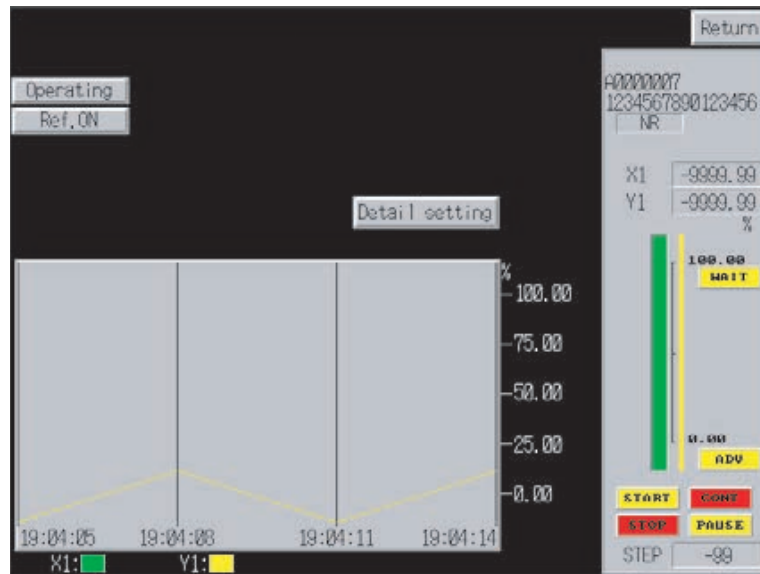 Return
Operating
Ref.ON
A0000007
1234567890123456
NR
X1 -9999.99
Y1 -9999.99
%
Detail setting
100.00
WAIT
%
100.00
75.00
50.00
25.00
0.00
0.00
ADV
START CONT
STOP PAUSE
STEP -99
19:04:05 19:04:08 19:04:11 19:04:14
X1: Y1: